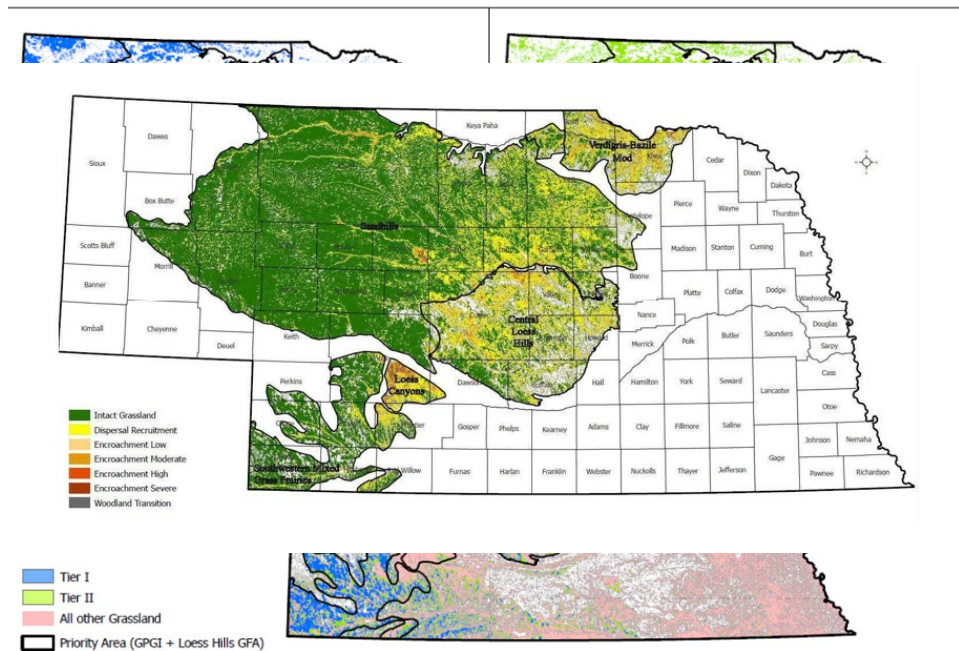 Keya Paha
Boyd
Dawes
Sioux
Verdigris-Bazile
Mod
Knox
Cedar
Dixon
Dakota
Box Butte
Pierce
Wayne
Thurston
Scotts Bluff
Sandhills
Madison
Stanton
Cuming
Burt
Morrill
Banner
Boone
Platte
Colfax
Dodge
Washington
Nance
Kimball
Cheyenne
Central
Loess
Hills
Howard
Merrick
Polk
Butler
Saunders
Douglas
Sarpy
Deuel
Keith
Perkins
Loess
Canyons
Dawson
Hall
Hamilton
York
Seward
Lancaster
Cass
Otoe
Gosper
Phelps
Kearney
Adams
Clay
Fillmore
Saline
Gage
Johnson
Nemaha
Southwestern Mixed
Grass Prairies
Willow
Furnas
Harlan
Franklin
Webster
Nuckolls
Thayer
Jefferson
Pawnee
Richardson
Intact Grassland
Dispersal Recruitment
Encroachment Low
Encroachment Moderate
Encroachment High
Encroachment Severe
Woodland Transition
Tier I
Tier II
All other Grassland
Priority Area (GPGI + Loess Hills GFA)